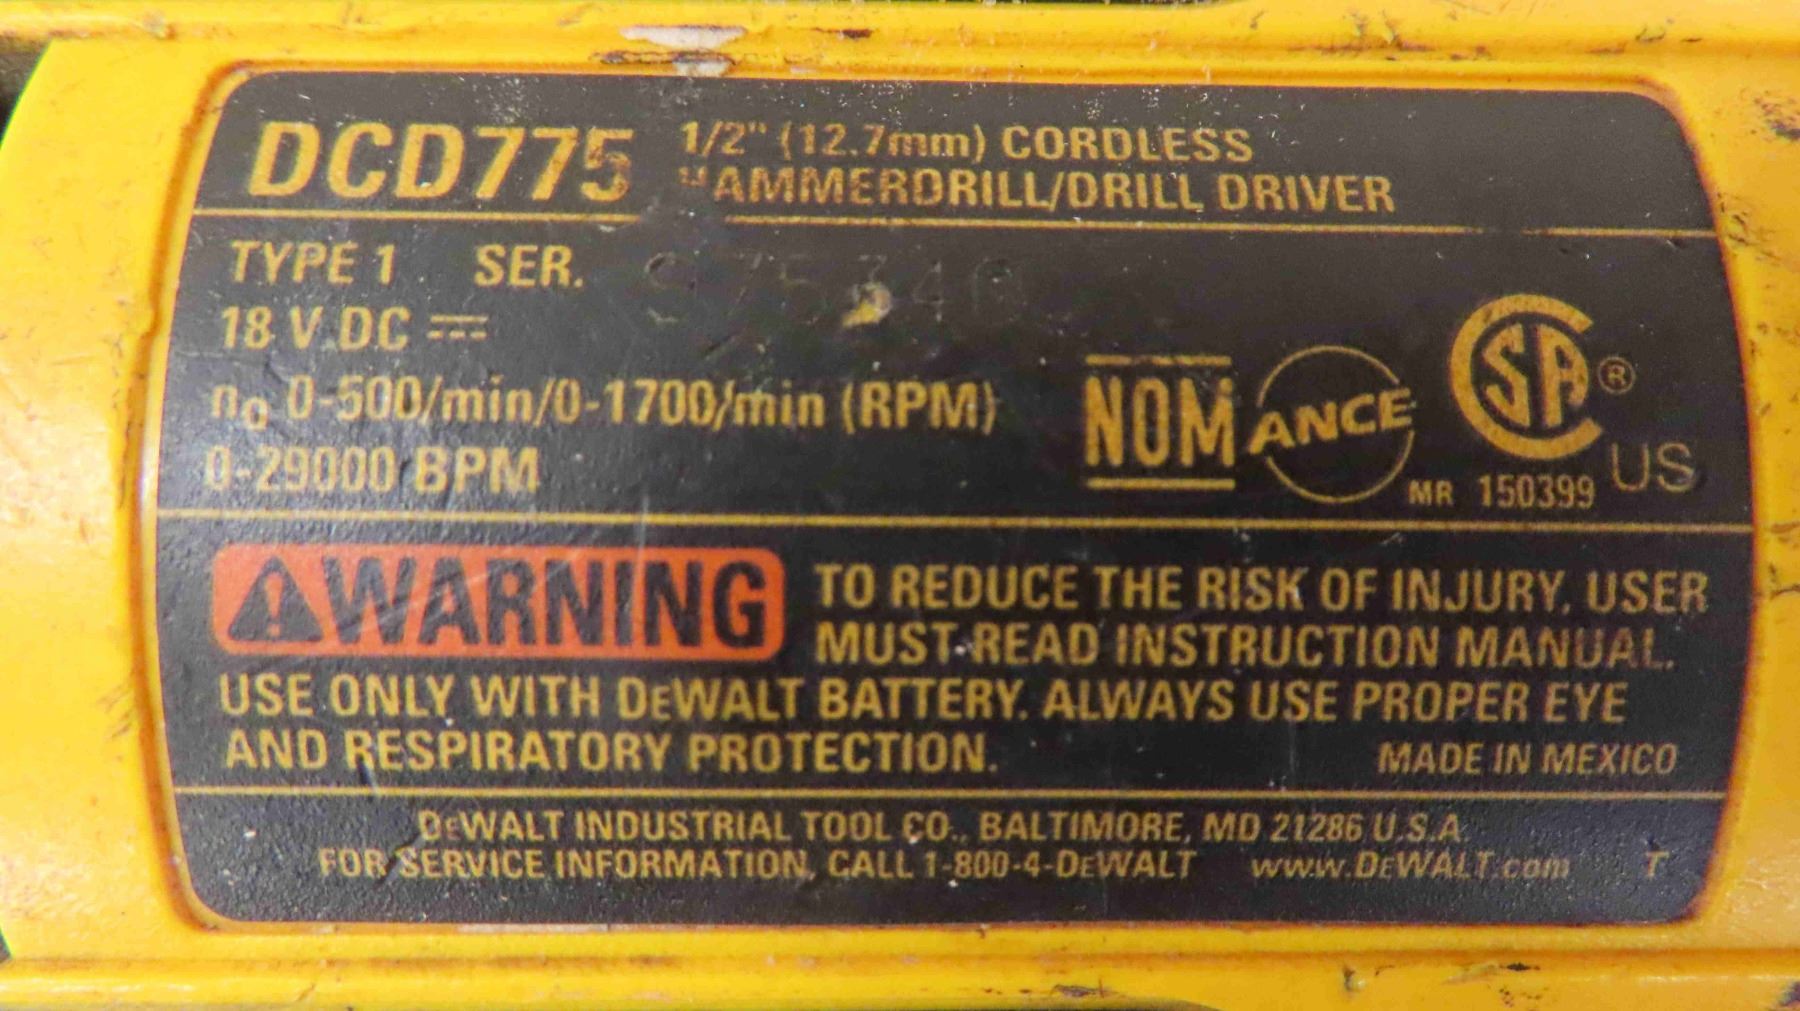 DCD775 1/2" (12.7mm) CORDLESS
HAMMERDRILL/DRILL DRIVER
TYPE 1 SER.
18 V DC ⎓
n₀ 0-500/min/0-1700/min (RPM)
0-29000 BPM
NOM ANCE SA ®
MR 150399 US
WARNING TO REDUCE THE RISK OF INJURY, USER
MUST READ INSTRUCTION MANUAL.
USE ONLY WITH DEWALT BATTERY. ALWAYS USE PROPER EYE
AND RESPIRATORY PROTECTION.
MADE IN MEXICO
DEWALT INDUSTRIAL TOOL CO., BALTIMORE, MD 21286 U.S.A.
FOR SERVICE INFORMATION, CALL 1-800-4-DEWALT www.DEWALT.com T